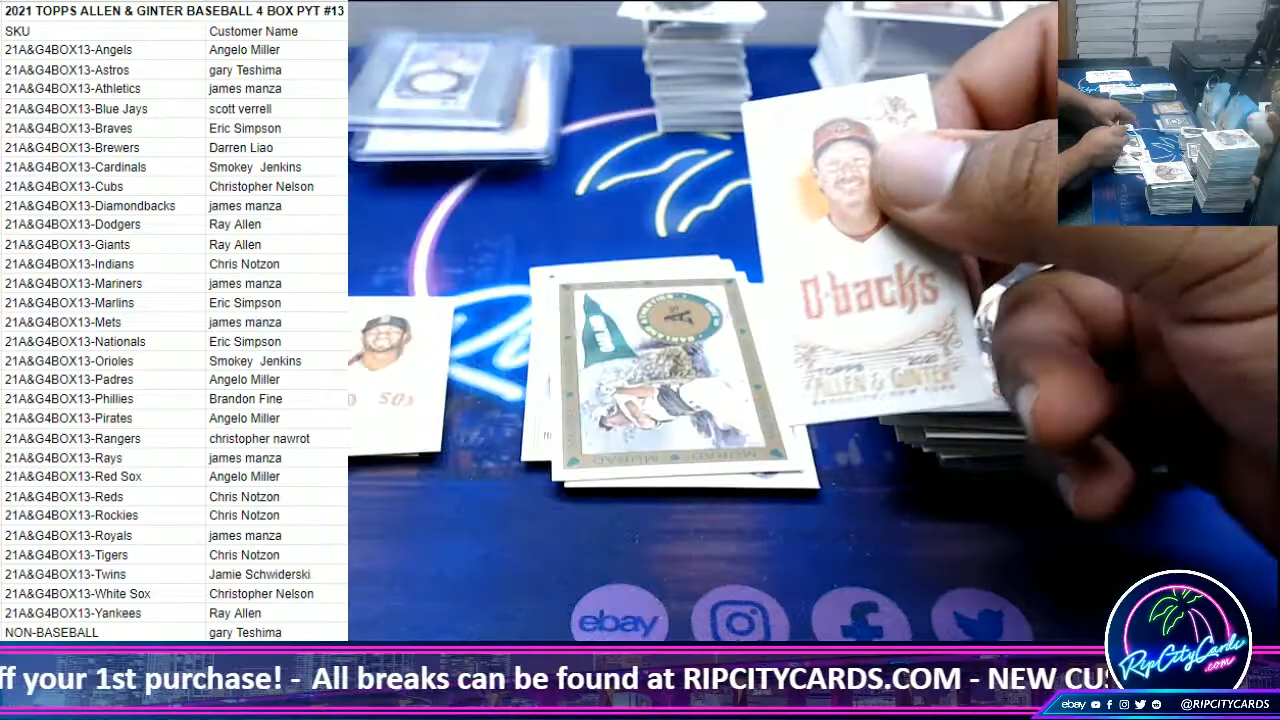 2021 TOPPS ALLEN & GINTER BASEBALL 4 BOX PYT #13
SKU Customer Name
21A&G4BOX13-Angels Angelo Miller
21A&G4BOX13-Astros gary Teshima
21A&G4BOX13-Athletics james manza
21A&G4BOX13-Blue Jays scott verrell
21A&G4BOX13-Braves Eric Simpson
21A&G4BOX13-Brewers Darren Liao
21A&G4BOX13-Cardinals Smokey  Jenkins
21A&G4BOX13-Cubs Christopher Nelson
21A&G4BOX13-Diamondbacks james manza
21A&G4BOX13-Dodgers Ray Allen
21A&G4BOX13-Giants Ray Allen
21A&G4BOX13-Indians Chris Notzon
21A&G4BOX13-Mariners james manza
21A&G4BOX13-Marlins Eric Simpson
21A&G4BOX13-Mets james manza
21A&G4BOX13-Nationals Eric Simpson
21A&G4BOX13-Orioles Smokey  Jenkins
21A&G4BOX13-Padres Angelo Miller
21A&G4BOX13-Phillies Brandon Fine
21A&G4BOX13-Pirates Angelo Miller
21A&G4BOX13-Rangers christopher nawrot
21A&G4BOX13-Rays james manza
21A&G4BOX13-Red Sox Angelo Miller
21A&G4BOX13-Reds Chris Notzon
21A&G4BOX13-Rockies Chris Notzon
21A&G4BOX13-Royals james manza
21A&G4BOX13-Tigers Chris Notzon
21A&G4BOX13-Twins Jamie Schwiderski
21A&G4BOX13-White Sox Christopher Nelson
21A&G4BOX13-Yankees Ray Allen
NON-BASEBALL gary Teshima
D-backs
TOPPS
ALLEN & GINTER
A's
MURAD MURAD
SOX
ebay
ff your 1st purchase! - All breaks can be found at RIPCITYCARDS.COM - NEW CUS
RipCityCards
.com
ebay @RIPCITYCARDS